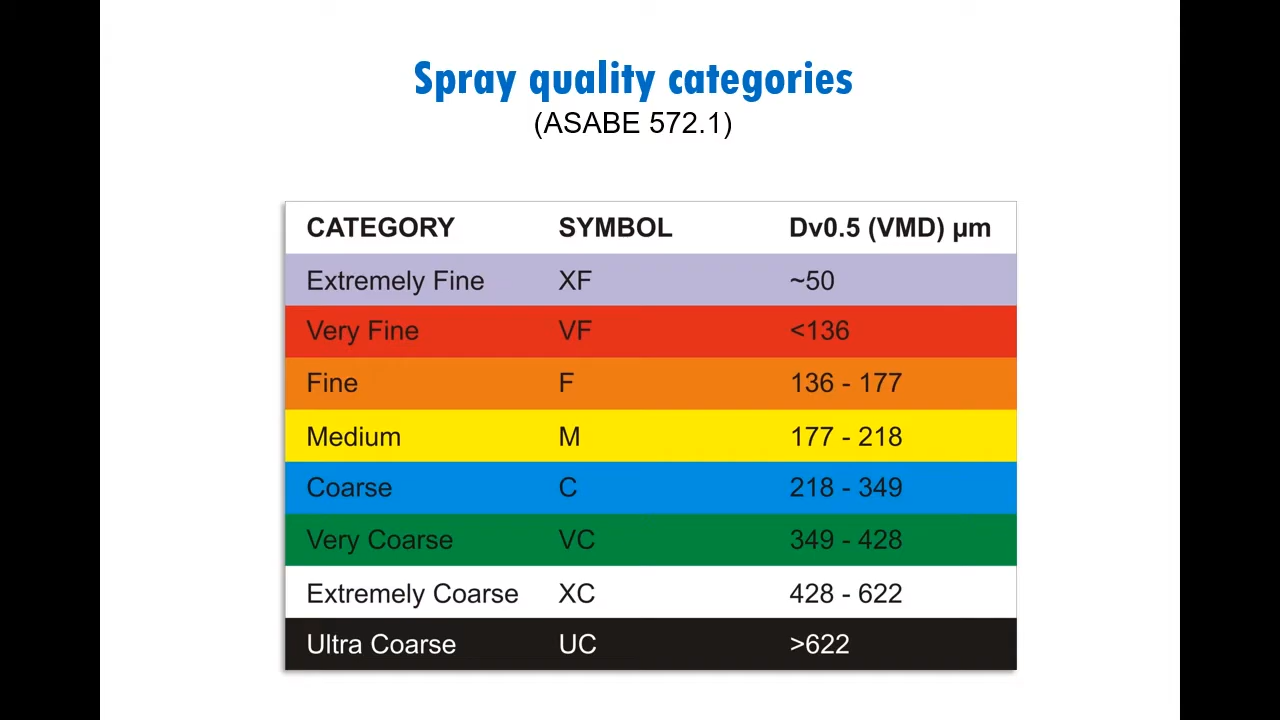 Spray quality categories
(ASABE 572.1)
CATEGORY SYMBOL Dv0.5 (VMD) µm
Extremely Fine XF ~50
Very Fine VF <136
Fine F 136 - 177
Medium M 177 - 218
Coarse C 218 - 349
Very Coarse VC 349 - 428
Extremely Coarse XC 428 - 622
Ultra Coarse UC >622